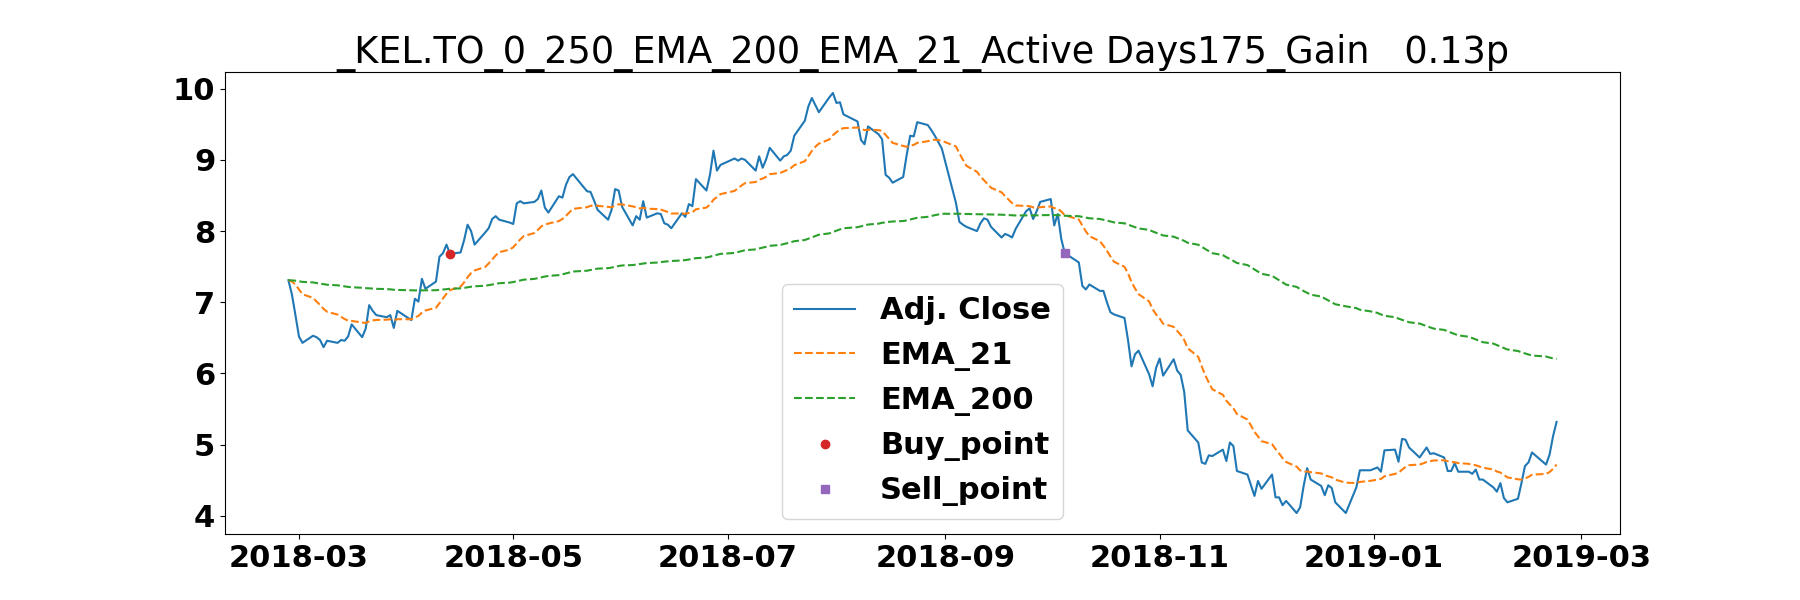 _KEL.TO_0_250_EMA_200_EMA_21_Active Days175_Gain   0.13p
10
9
8
7
6
5
4
Adj. Close
EMA_21
EMA_200
Buy_point
Sell_point
2018-03 2018-05 2018-07 2018-09 2018-11 2019-01 2019-03